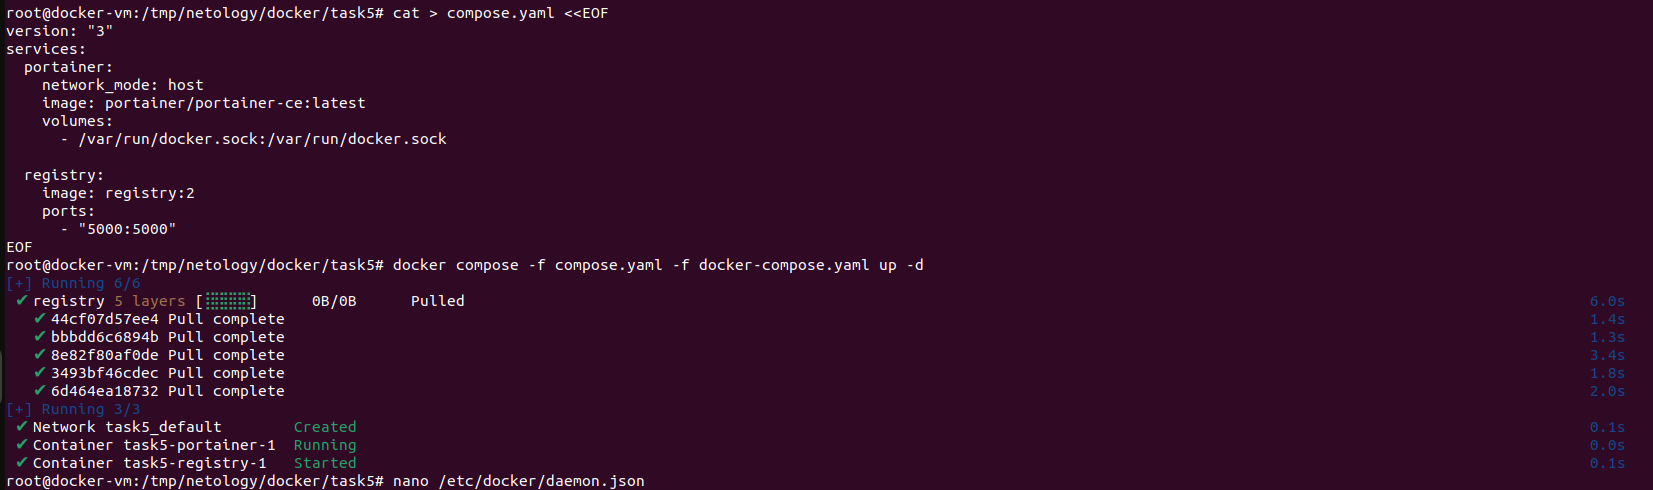 root@docker-vm:/tmp/netology/docker/task5# cat > compose.yaml <<EOF
version: "3"
services:
  portainer:
    network_mode: host
    image: portainer/portainer-ce:latest
    volumes:
      - /var/run/docker.sock:/var/run/docker.sock

  registry:
    image: registry:2
    ports:
      - "5000:5000"
EOF
root@docker-vm:/tmp/netology/docker/task5# docker compose -f compose.yaml -f docker-compose.yaml up -d
[+] Running 6/6
 ✔ registry 5 layers [⣿⣿⣿⣿⣿]      0B/0B      Pulled 6.0s
   ✔ 44cf07d57ee4 Pull complete 1.4s
   ✔ bbbdd6c6894b Pull complete 1.3s
   ✔ 8e82f80af0de Pull complete 3.4s
   ✔ 3493bf46cdec Pull complete 1.8s
   ✔ 6d464ea18732 Pull complete 2.0s
[+] Running 3/3
 ✔ Network task5_default        Created 0.1s
 ✔ Container task5-portainer-1  Running 0.0s
 ✔ Container task5-registry-1   Started 0.1s
root@docker-vm:/tmp/netology/docker/task5# nano /etc/docker/daemon.json